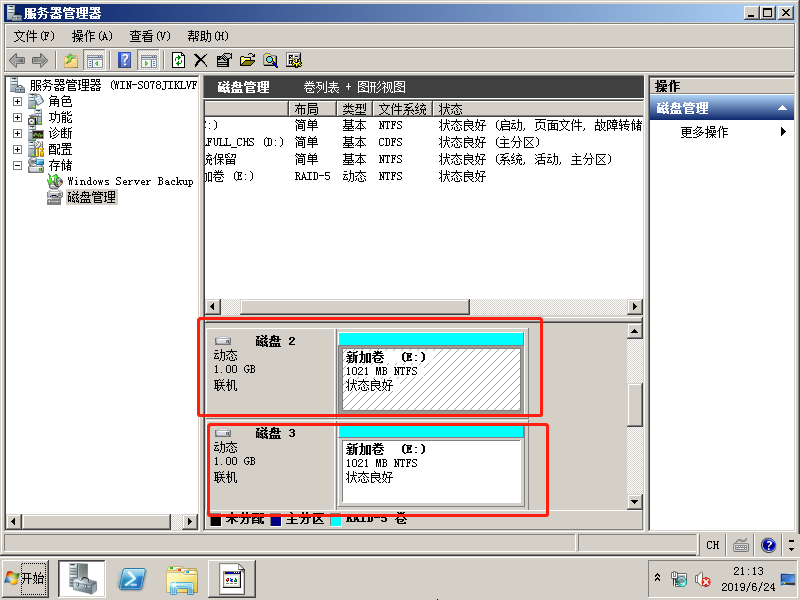 服务器管理器
文件(F) 操作(A) 查看(V) 帮助(H)
服务器管理器 (WIN-SO78JIKLVF
角色
功能
诊断
配置
存储
Windows Server Backup
磁盘管理
磁盘管理 卷列表 + 图形视图
布局 类型 文件系统 状态
:) 简单 基本 NTFS 状态良好 (启动, 页面文件, 故障转储
FULL_CHS (D:) 简单 基本 CDFS 状态良好 (主分区)
统保留 简单 基本 NTFS 状态良好 (系统, 活动, 主分区)
加卷 (E:) RAID-5 动态 NTFS 状态良好
磁盘 2
动态
1.00 GB
联机
新加卷 (E:)
1021 MB NTFS
状态良好
磁盘 3
动态
1.00 GB
联机
新加卷 (E:)
1021 MB NTFS
状态良好
未分配 主分区 RAID-5 卷
操作
磁盘管理
更多操作
CH
开始
21:13
2019/6/24